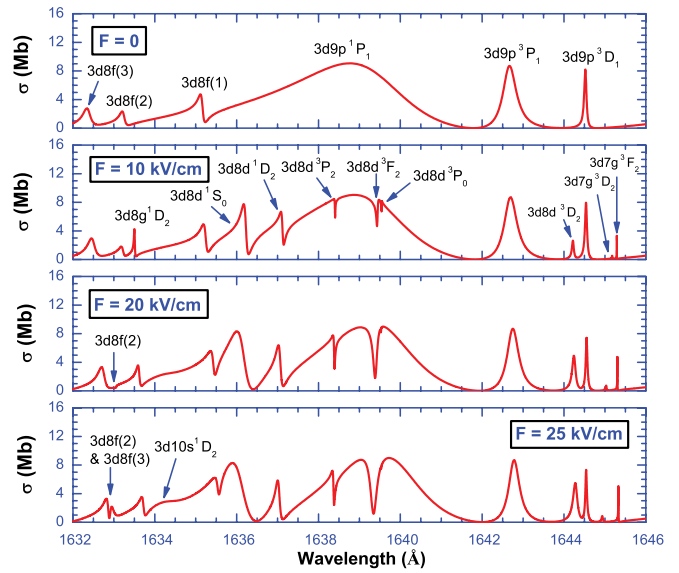 F = 0
3d8f(3)
3d8f(2)
3d8f(1)
3d9p ¹P₁
3d9p ³P₁
3d9p ³D₁
σ (Mb)
16
12
8
4
0
F = 10 kV/cm
3d8g ¹D₂
3d8d ¹S₀
3d8d ¹D₂
3d8d ³P₂
3d8d ³F₂
3d8d ³P₀
3d8d ³D₂
3d7g ³D₂
3d7g ³F₂
σ (Mb)
16
12
8
4
0
F = 20 kV/cm
3d8f(2)
σ (Mb)
16
12
8
4
0
F = 25 kV/cm
3d8f(2)
& 3d8f(3)
3d10s ¹D₂
σ (Mb)
16
12
8
4
0
1632 1634 1636 1638 1640 1642 1644 1646
Wavelength (Å)